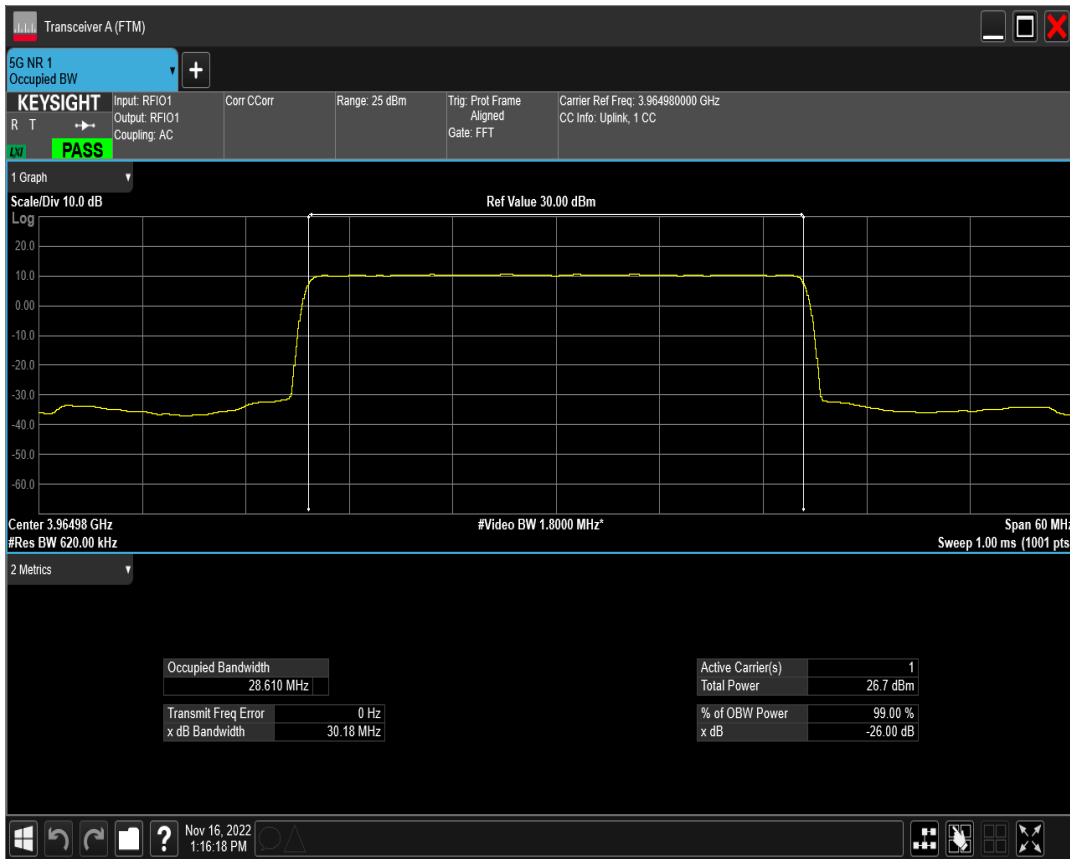 Transceiver A (FTM)
5G NR 1
Occupied BW
+
KEYSIGHT
R T
LXI
PASS
Input: RFIO1
Output: RFIO1
Coupling: AC
Corr CCorr
Range: 25 dBm
Trig: Prot Frame
Aligned
Gate: FFT
Carrier Ref Freq: 3.964980000 GHz
CC Info: Uplink, 1 CC
1 Graph
Scale/Div 10.0 dB
Ref Value 30.00 dBm
Log
20.0
10.0
0.00
-10.0
-20.0
-30.0
-40.0
-50.0
-60.0
Center 3.96498 GHz
#Video BW 1.8000 MHz*
Span 60 MHz
#Res BW 620.00 kHz
Sweep 1.00 ms (1001 pts
2 Metrics
Occupied Bandwidth
28.610 MHz
Transmit Freq Error 0 Hz
x dB Bandwidth 30.18 MHz
Active Carrier(s) 1
Total Power 26.7 dBm
% of OBW Power 99.00 %
x dB -26.00 dB
?
Nov 16, 2022
1:16:18 PM